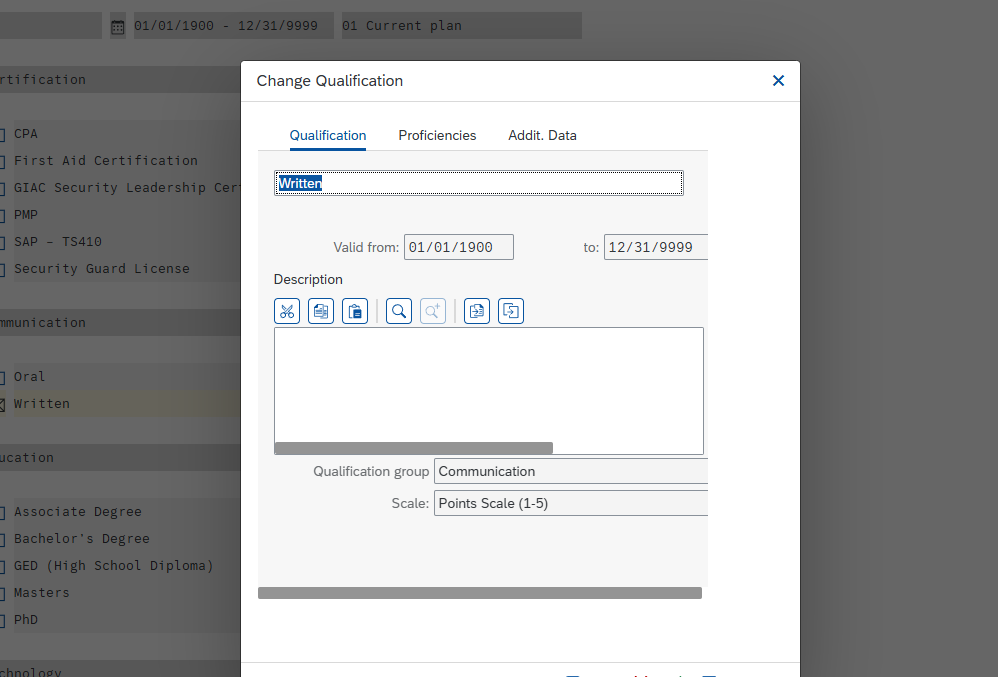 01/01/1900 - 12/31/9999 01 Current plan
rtification
Change Qualification
CPA
Qualification Proficiencies Addit. Data
First Aid Certification
GIAC Security Leadership Cer
Written
PMP
SAP - TS410
Valid from: 01/01/1900 to: 12/31/9999
Security Guard License
Description
mmunication
Oral
Written
ucation
Qualification group Communication
Scale: Points Scale (1-5)
Associate Degree
Bachelor's Degree
GED (High School Diploma)
Masters
PhD
chnology